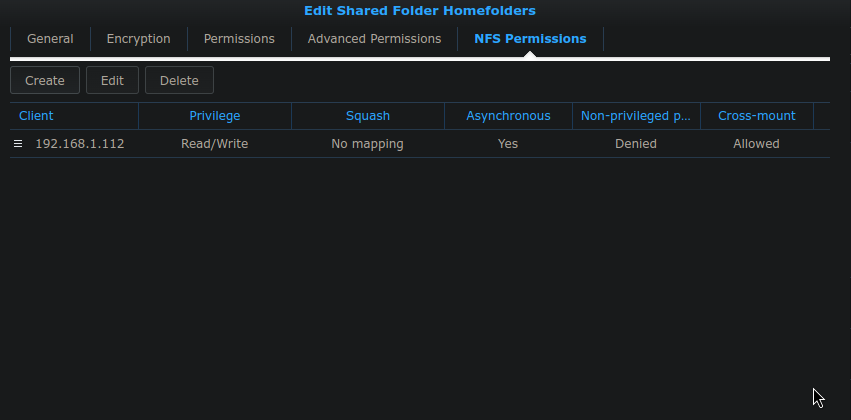 Edit Shared Folder Homefolders
General Encryption Permissions Advanced Permissions NFS Permissions
Create Edit Delete
Client Privilege Squash Asynchronous Non-privileged p... Cross-mount
192.168.1.112 Read/Write No mapping Yes Denied Allowed